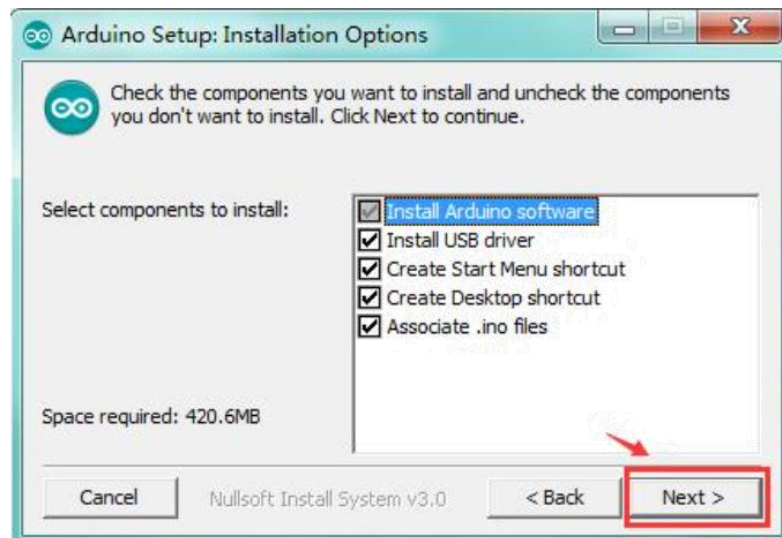 Arduino Setup: Installation Options
Check the components you want to install and uncheck the components
you don't want to install. Click Next to continue.
Select components to install:
Install Arduino software
Install USB driver
Create Start Menu shortcut
Create Desktop shortcut
Associate .ino files
Space required: 420.6MB
Cancel
Nullsoft Install System v3.0
< Back
Next >